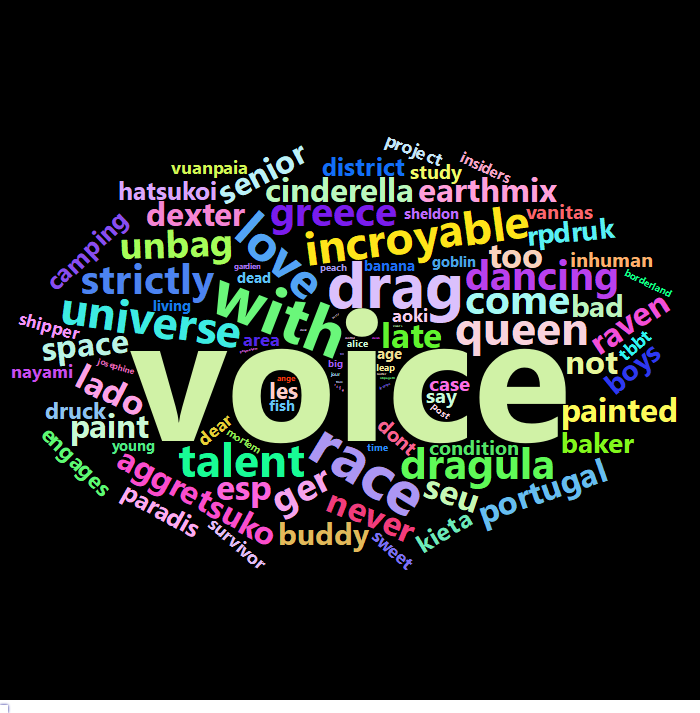 project
insiders
vuanpaia
senior
district
study
hatsukoi
cinderella
earthmix
dexter
greece
sheldon
incroyable
vanitas
rpdruk
camping
unbag
love
too
goblin
inhuman
gardien
peach
banana
borderland
strictly
dead
drag
dancing
universe
living
with
aoki
come
bad
shipper
space
area
alice
late
queen
raven
tbbt
nayami
josephine
big
age
leap
not
boys
lado
voice
ange
les
case
druck
paint
fish
say
post
painted
engages
young
dear
mortem
talent
race
time
dont
condition
baker
aggretsuko
esp
ger
dragula
paradis
never
seu
portugal
survivor
buddy
sweet
kieta